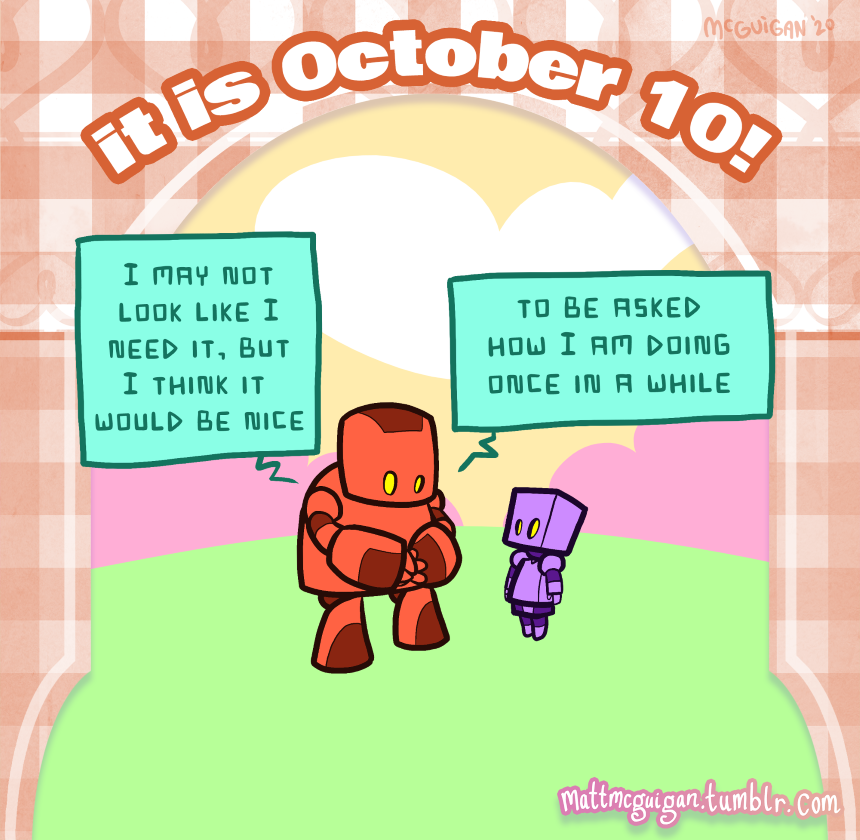 McGUIGAN '20
it is October 10!
I MAY NOT
LOOK LIKE I
NEED IT, BUT
I THINK IT
WOULD BE NICE
TO BE ASKED
HOW I AM DOING
ONCE IN A WHILE
mattmcguigan.tumblr.com